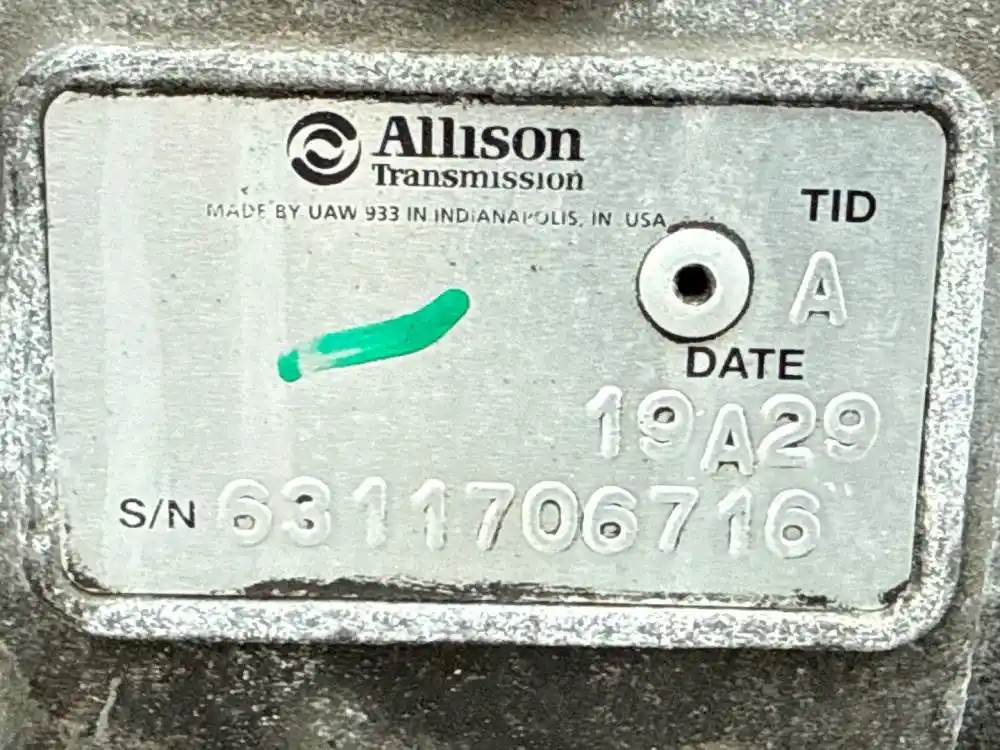 Allison
Transmission
MADE BY UAW 933 IN INDIANAPOLIS, IN USA
TID
A
DATE
19A29
S/N 6311706716